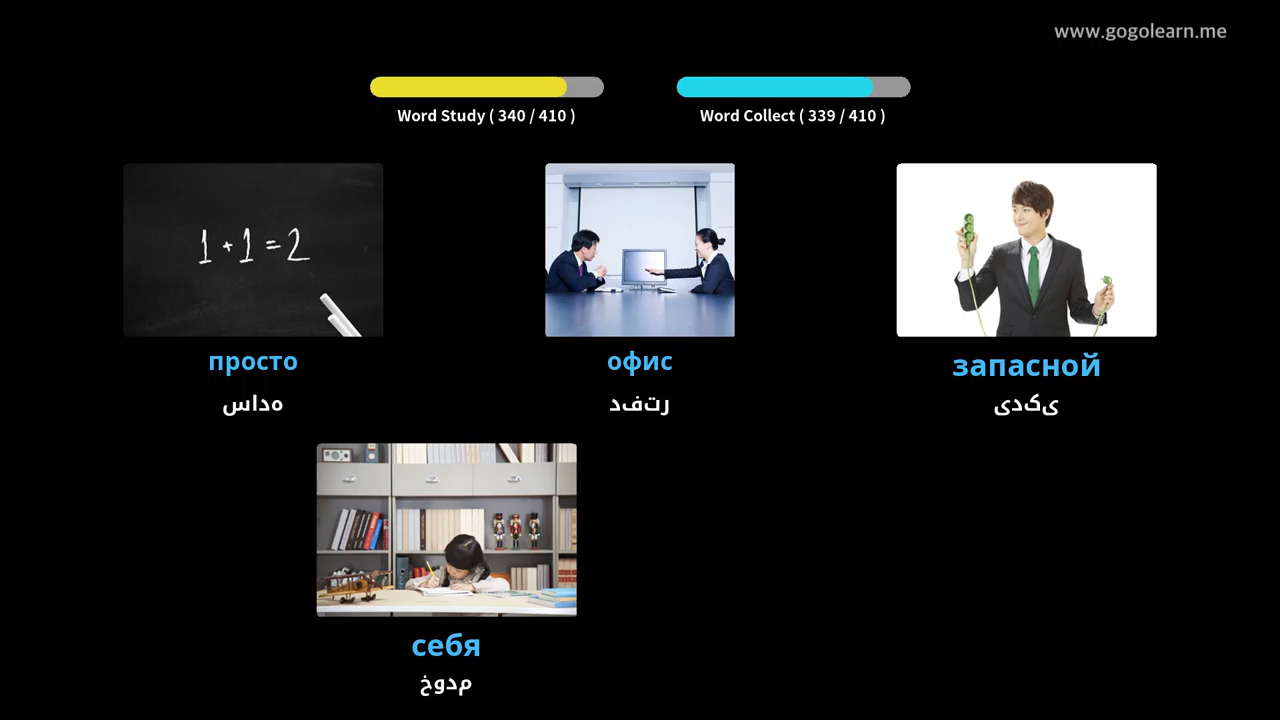 www.gogolearn.me
Word Study ( 340 / 410 )
Word Collect ( 339 / 410 )
1 + 1 = 2
просто
ساده
офис
دفتر
запасной
یدکی
себя
خودم